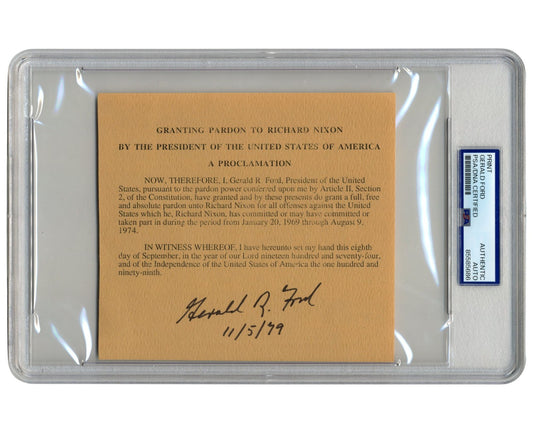 GRANTING PARDON TO RICHARD NIXON
BY THE PRESIDENT OF THE UNITED STATES OF AMERICA
A PROCLAMATION
NOW, THEREFORE, I, Gerald R. Ford, President of the United
States, pursuant to the pardon power conferred upon me by Article II, Section
2, of the Constitution, have granted and by these presents do grant a full, free
and absolute pardon unto Richard Nixon for all offenses against the United
States which he, Richard Nixon, has committed or may have committed or
taken part in during the period from January 20, 1969 through August 9,
1974.
IN WITNESS WHEREOF, I have hereunto set my hand this eighth
day of September, in the year of our Lord nineteen hundred and seventy-four,
and of the Independence of the United States of America the one hundred and
ninety-ninth.
Gerald R. Ford
11/5/79
PRINT
GERALD FORD
PSA/DNA CERTIFIED
PSA
AUTHENTIC
AUTO
85585686